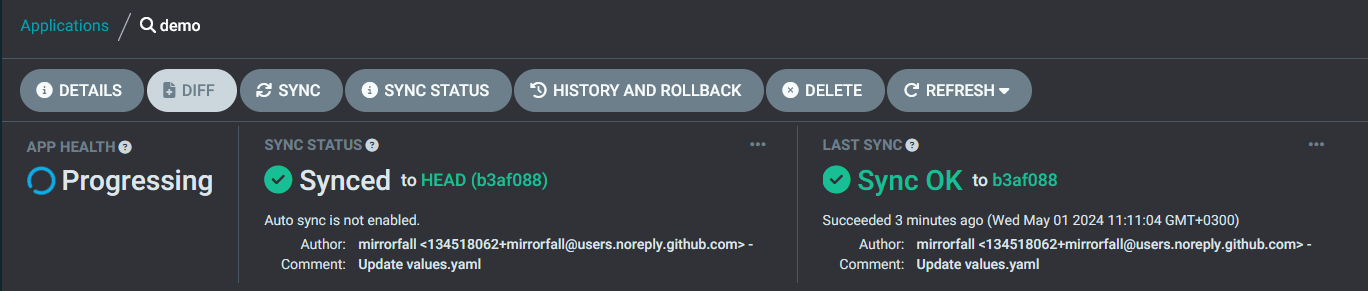 Applications / demo
DETAILS DIFF SYNC SYNC STATUS HISTORY AND ROLLBACK DELETE REFRESH
APP HEALTH
Progressing
SYNC STATUS
Synced to HEAD (b3af088)
Auto sync is not enabled.
Author: mirrorfall <134518062+mirrorfall@users.noreply.github.com> -
Comment: Update values.yaml
LAST SYNC
Sync OK to b3af088
Succeeded 3 minutes ago (Wed May 01 2024 11:11:04 GMT+0300)
Author: mirrorfall <134518062+mirrorfall@users.noreply.github.com> -
Comment: Update values.yaml